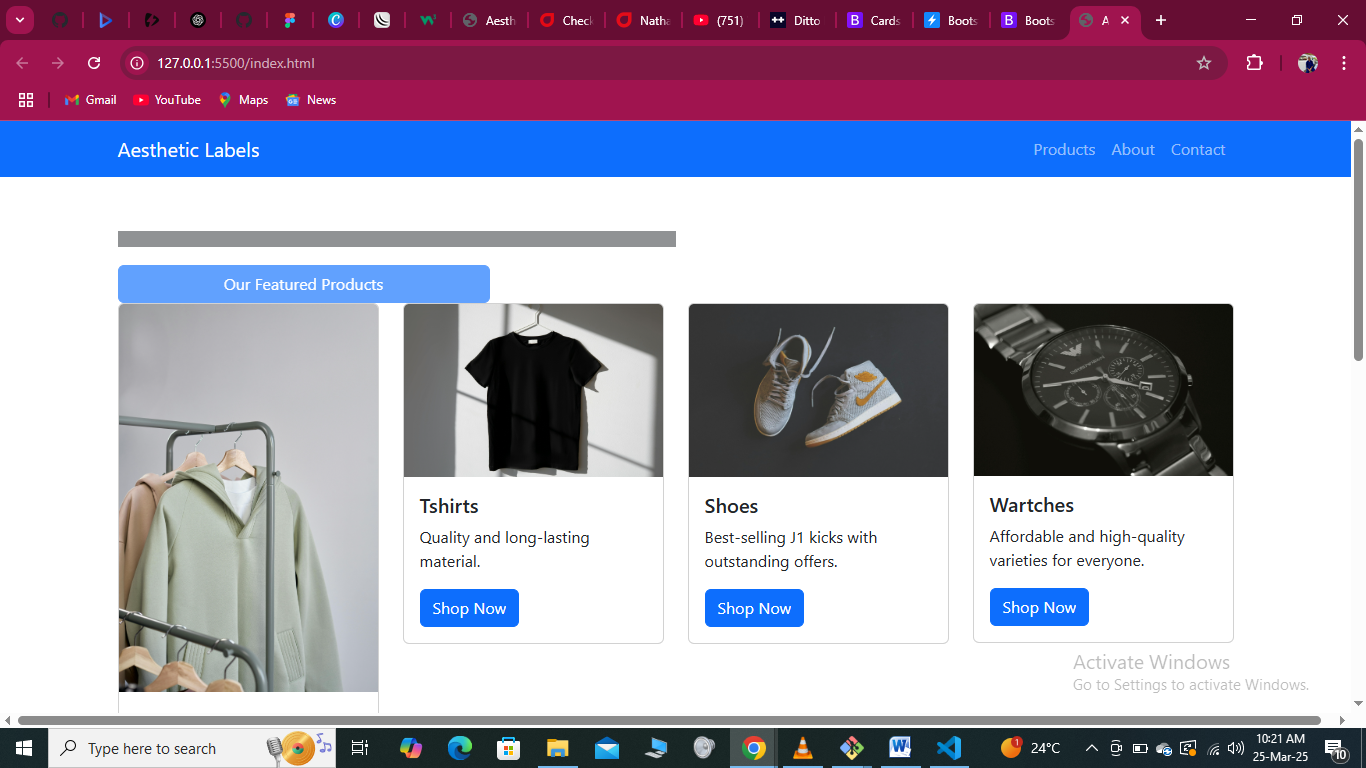 Aesth
Check
Natha
(751)
Ditto
Cards
Boots
Boots
A
127.0.0.1:5500/index.html
Gmail
YouTube
Maps
News
Aesthetic Labels
Products
About
Contact
Our Featured Products
Tshirts
Quality and long-lasting
material.
Shop Now
Shoes
Best-selling J1 kicks with
outstanding offers.
Shop Now
Wartches
Affordable and high-quality
varieties for everyone.
Shop Now
Activate Windows
Go to Settings to activate Windows.
Type here to search
1
24°C
10:21 AM
25-Mar-25
10